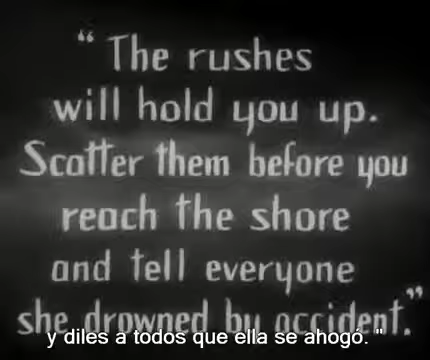 "The rushes
will hold you up.
Scatter them before you
reach the shore
and tell everyone
she drowned by accident."
y diles a todos que ella se ahogó. "